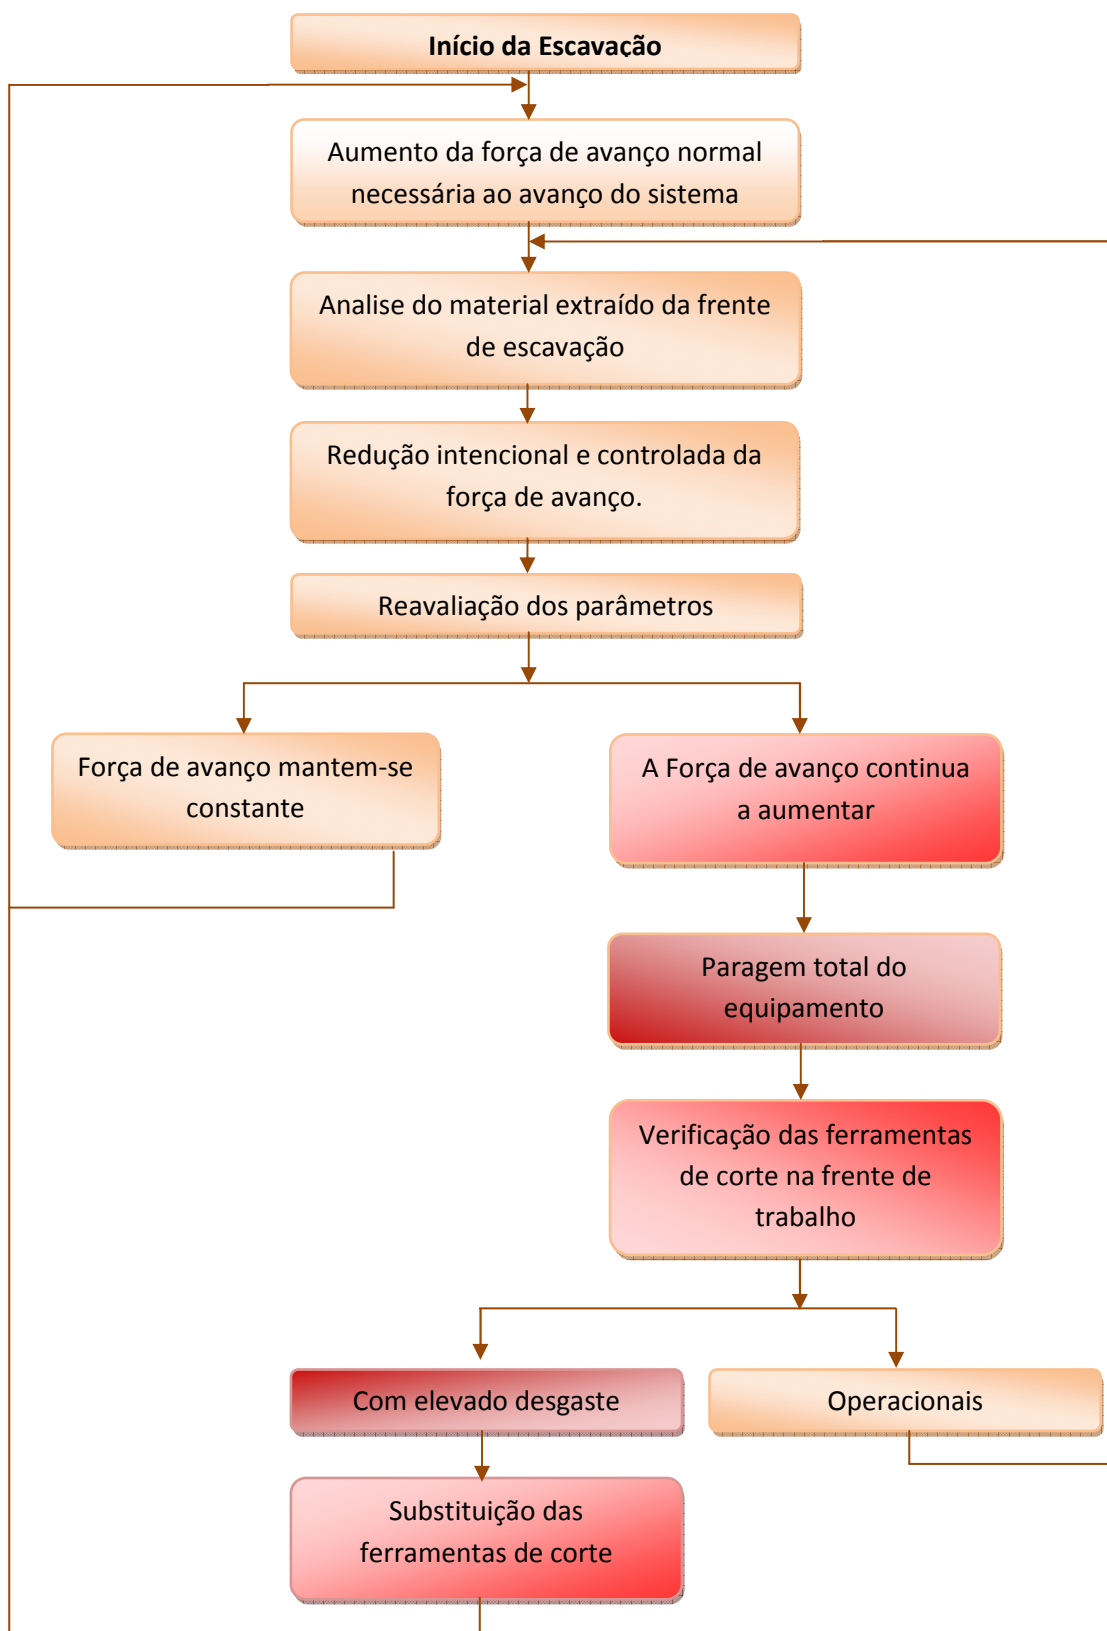 Início da Escavação
Aumento da força de avanço normal
necessária ao avanço do sistema
Analise do material extraído da frente
de escavação
Redução intencional e controlada da
força de avanço.
Reavaliação dos parâmetros
Força de avanço mantem-se
constante
A Força de avanço continua
a aumentar
Paragem total do
equipamento
Verificação das ferramentas
de corte na frente de
trabalho
Com elevado desgaste
Operacionais
Substituição das
ferramentas de corte